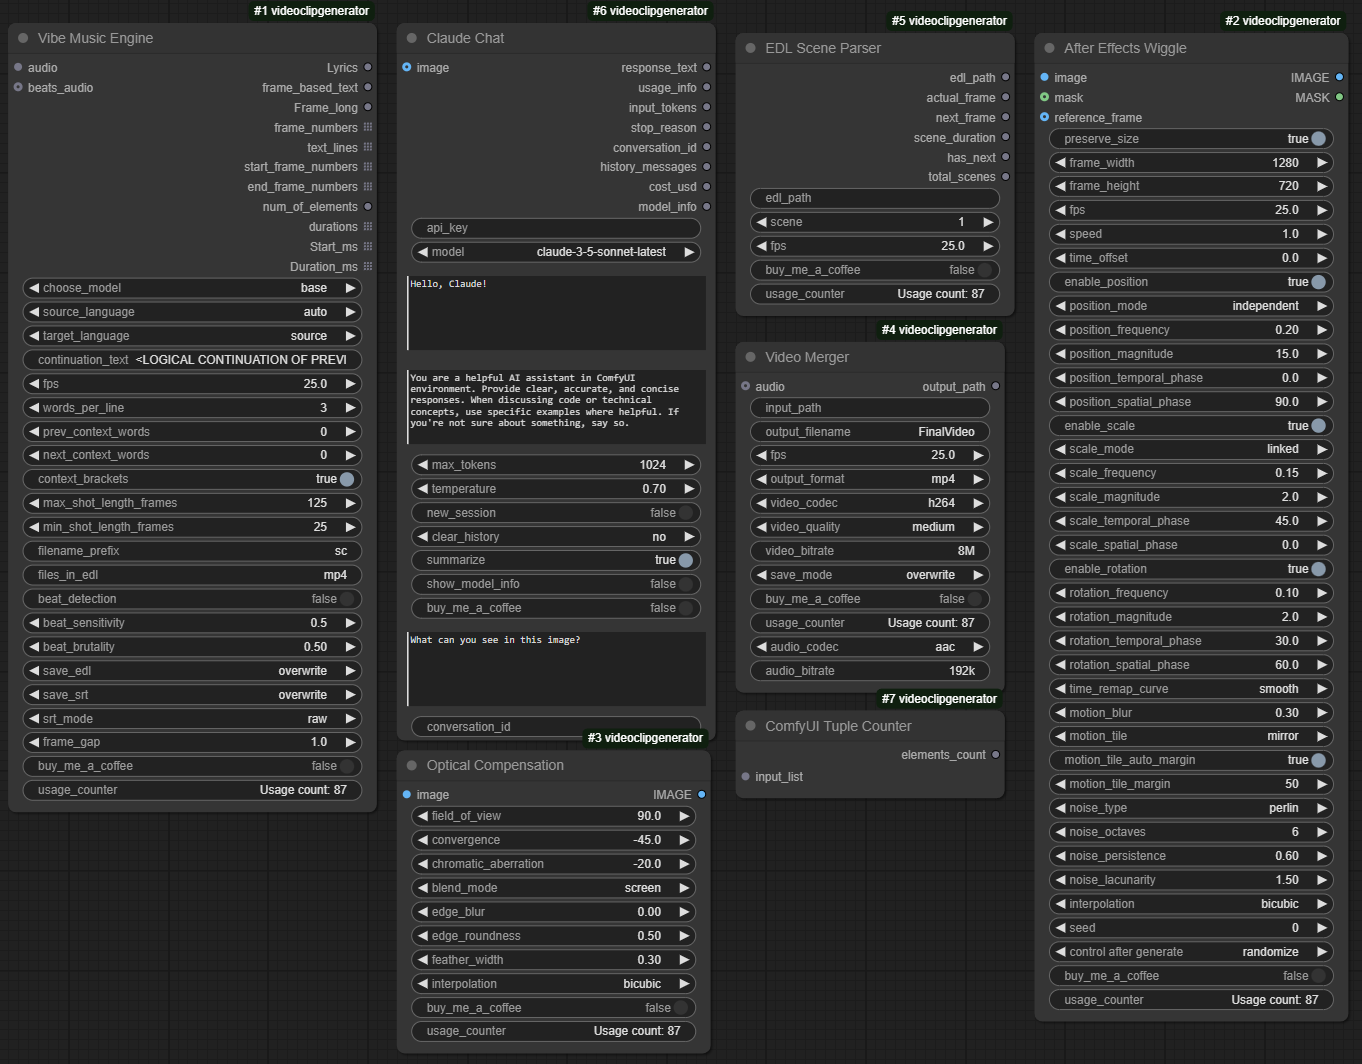 #1 videoclipgenerator
Vibe Music Engine
audio
Lyrics
beats_audio
frame_based_text
Frame_long
frame_numbers
text_lines
start_frame_numbers
end_frame_numbers
num_of_elements
durations
Start_ms
Duration_ms
choose_model base
source_language auto
target_language source
continuation_text <LOGICAL CONTINUATION OF PREVI
fps 25.0
words_per_line 3
prev_context_words 0
next_context_words 0
context_brackets true
max_shot_length_frames 125
min_shot_length_frames 25
filename_prefix sc
files_in_edl mp4
beat_detection false
beat_sensitivity 0.5
beat_brutality 0.50
save_edl overwrite
save_srt overwrite
srt_mode raw
frame_gap 1.0
buy_me_a_coffee false
usage_counter Usage count: 87
#6 videoclipgenerator
Claude Chat
image
response_text
usage_info
input_tokens
stop_reason
conversation_id
history_messages
cost_usd
model_info
api_key
model claude-3-5-sonnet-latest
Hello, Claude!
You are a helpful AI assistant in ComfyUI
environment. Provide clear, accurate, and concise
responses. When discussing code or technical
concepts, use specific examples where helpful. If
you're not sure about something, say so.
max_tokens 1024
temperature 0.70
new_session false
clear_history no
summarize true
show_model_info false
buy_me_a_coffee false
What can you see in this image?
conversation_id
#3 videoclipgenerator
Optical Compensation
image
IMAGE
field_of_view 90.0
convergence -45.0
chromatic_aberration -20.0
blend_mode screen
edge_blur 0.00
edge_roundness 0.50
feather_width 0.30
interpolation bicubic
buy_me_a_coffee false
usage_counter Usage count: 87
#5 videoclipgenerator
EDL Scene Parser
edl_path
actual_frame
next_frame
scene_duration
has_next
total_scenes
edl_path
scene 1
fps 25.0
buy_me_a_coffee false
usage_counter Usage count: 87
#4 videoclipgenerator
Video Merger
audio
output_path
input_path
output_filename FinalVideo
fps 25.0
output_format mp4
video_codec h264
video_quality medium
video_bitrate 8M
save_mode overwrite
buy_me_a_coffee false
usage_counter Usage count: 87
audio_codec aac
audio_bitrate 192k
#7 videoclipgenerator
ComfyUI Tuple Counter
elements_count
input_list
#2 videoclipgenerator
After Effects Wiggle
image
IMAGE
mask
MASK
reference_frame
preserve_size true
frame_width 1280
frame_height 720
fps 25.0
speed 1.0
time_offset 0.0
enable_position true
position_mode independent
position_frequency 0.20
position_magnitude 15.0
position_temporal_phase 0.0
position_spatial_phase 90.0
enable_scale true
scale_mode linked
scale_frequency 0.15
scale_magnitude 2.0
scale_temporal_phase 45.0
scale_spatial_phase 0.0
enable_rotation true
rotation_frequency 0.10
rotation_magnitude 2.0
rotation_temporal_phase 30.0
rotation_spatial_phase 60.0
time_remap_curve smooth
motion_blur 0.30
motion_tile mirror
motion_tile_auto_margin true
motion_tile_margin 50
noise_type perlin
noise_octaves 6
noise_persistence 0.60
noise_lacunarity 1.50
interpolation bicubic
seed 0
control after generate randomize
buy_me_a_coffee false
usage_counter Usage count: 87